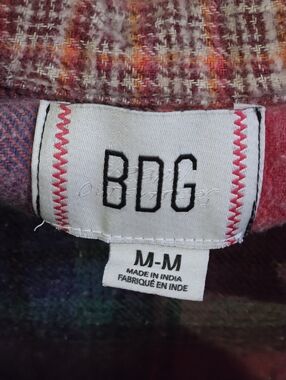 BDG
M-M
MADE IN INDIA
FABRIQUÉ EN INDE